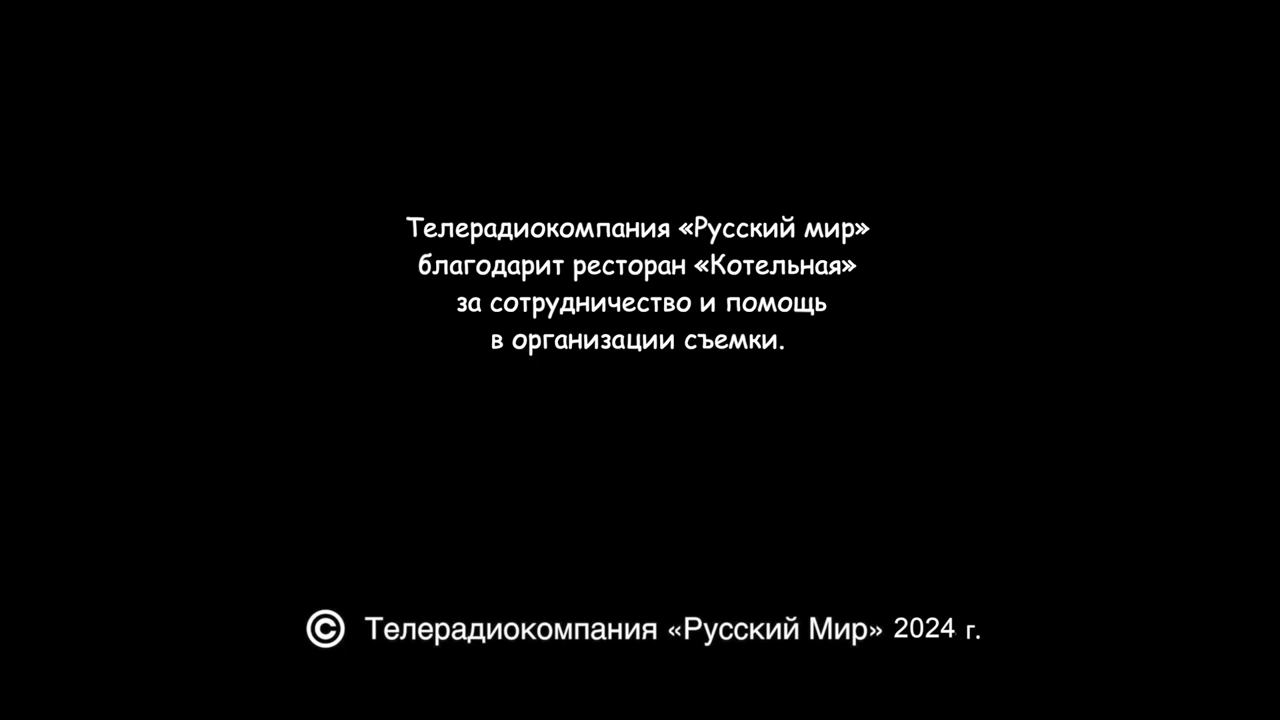 Телерадиокомпания «Русский мир»
благодарит ресторан «Котельная»
за сотрудничество и помощь
в организации съемки.
© Телерадиокомпания «Русский Мир» 2024 г.